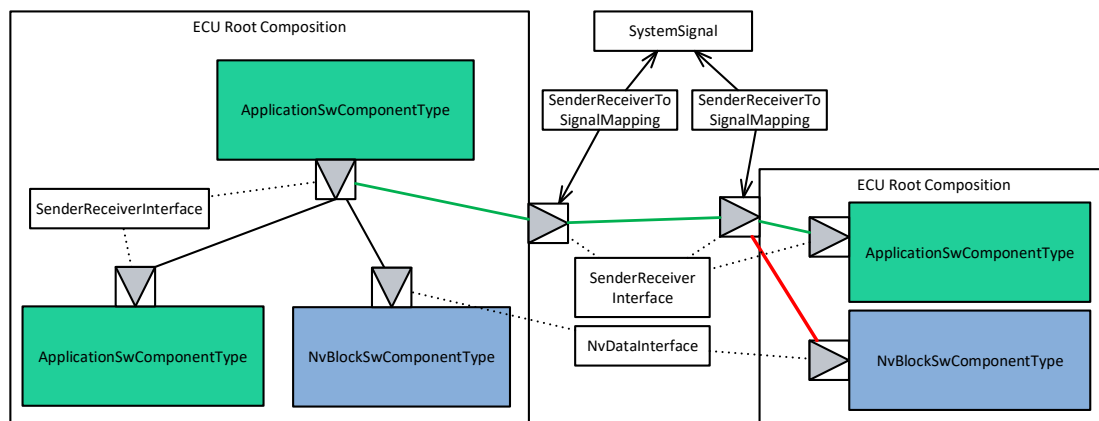 ECU Root Composition
SystemSignal
ApplicationSwComponentType
SenderReceiverTo
SignalMapping
SenderReceiverTo
SignalMapping
SenderReceiverInterface
ECU Root Composition
ApplicationSwComponentType
SenderReceiver
Interface
NvDataInterface
ApplicationSwComponentType
NvBlockSwComponentType
NvBlockSwComponentType